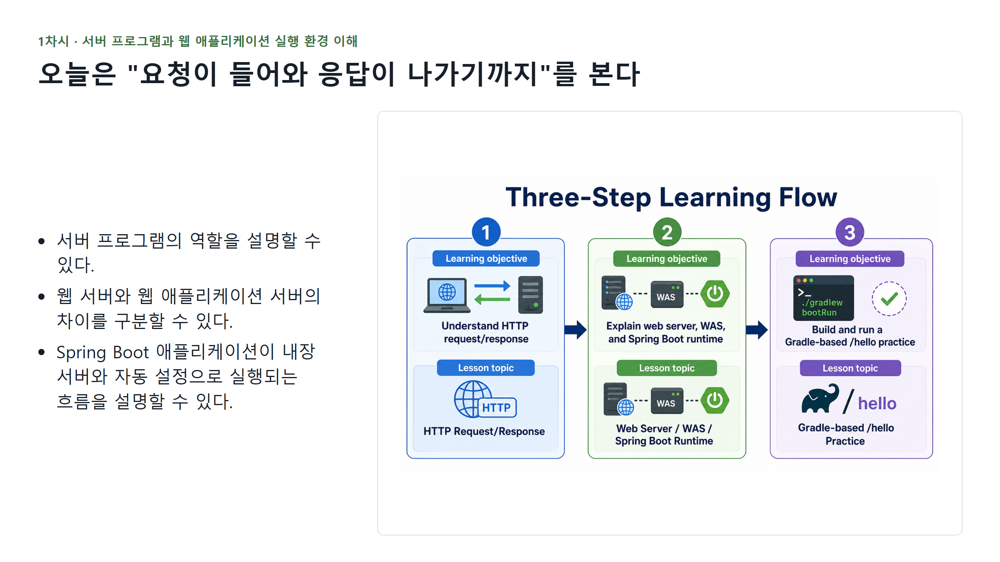 1차시 · 서버 프로그램과 웹 애플리케이션 실행 환경 이해
오늘은 "요청이 들어와 응답이 나가기까지"를 본다
• 서버 프로그램의 역할을 설명할 수
있다.
• 웹 서버와 웹 애플리케이션 서버의
차이를 구분할 수 있다.
• Spring Boot 애플리케이션이 내장
서버와 자동 설정으로 실행되는
흐름을 설명할 수 있다.
Three-Step Learning Flow
1
Learning objective
Understand HTTP
request/response
Lesson topic
HTTP
HTTP Request/Response
2
Learning objective
WAS
Explain web server, WAS,
and Spring Boot runtime
Lesson topic
WAS
Web Server / WAS /
Spring Boot Runtime
3
Learning objective
>_
./gradlew
bootRun
Build and run a
Gradle-based /hello practice
Lesson topic
/ hello
Gradle-based /hello
Practice